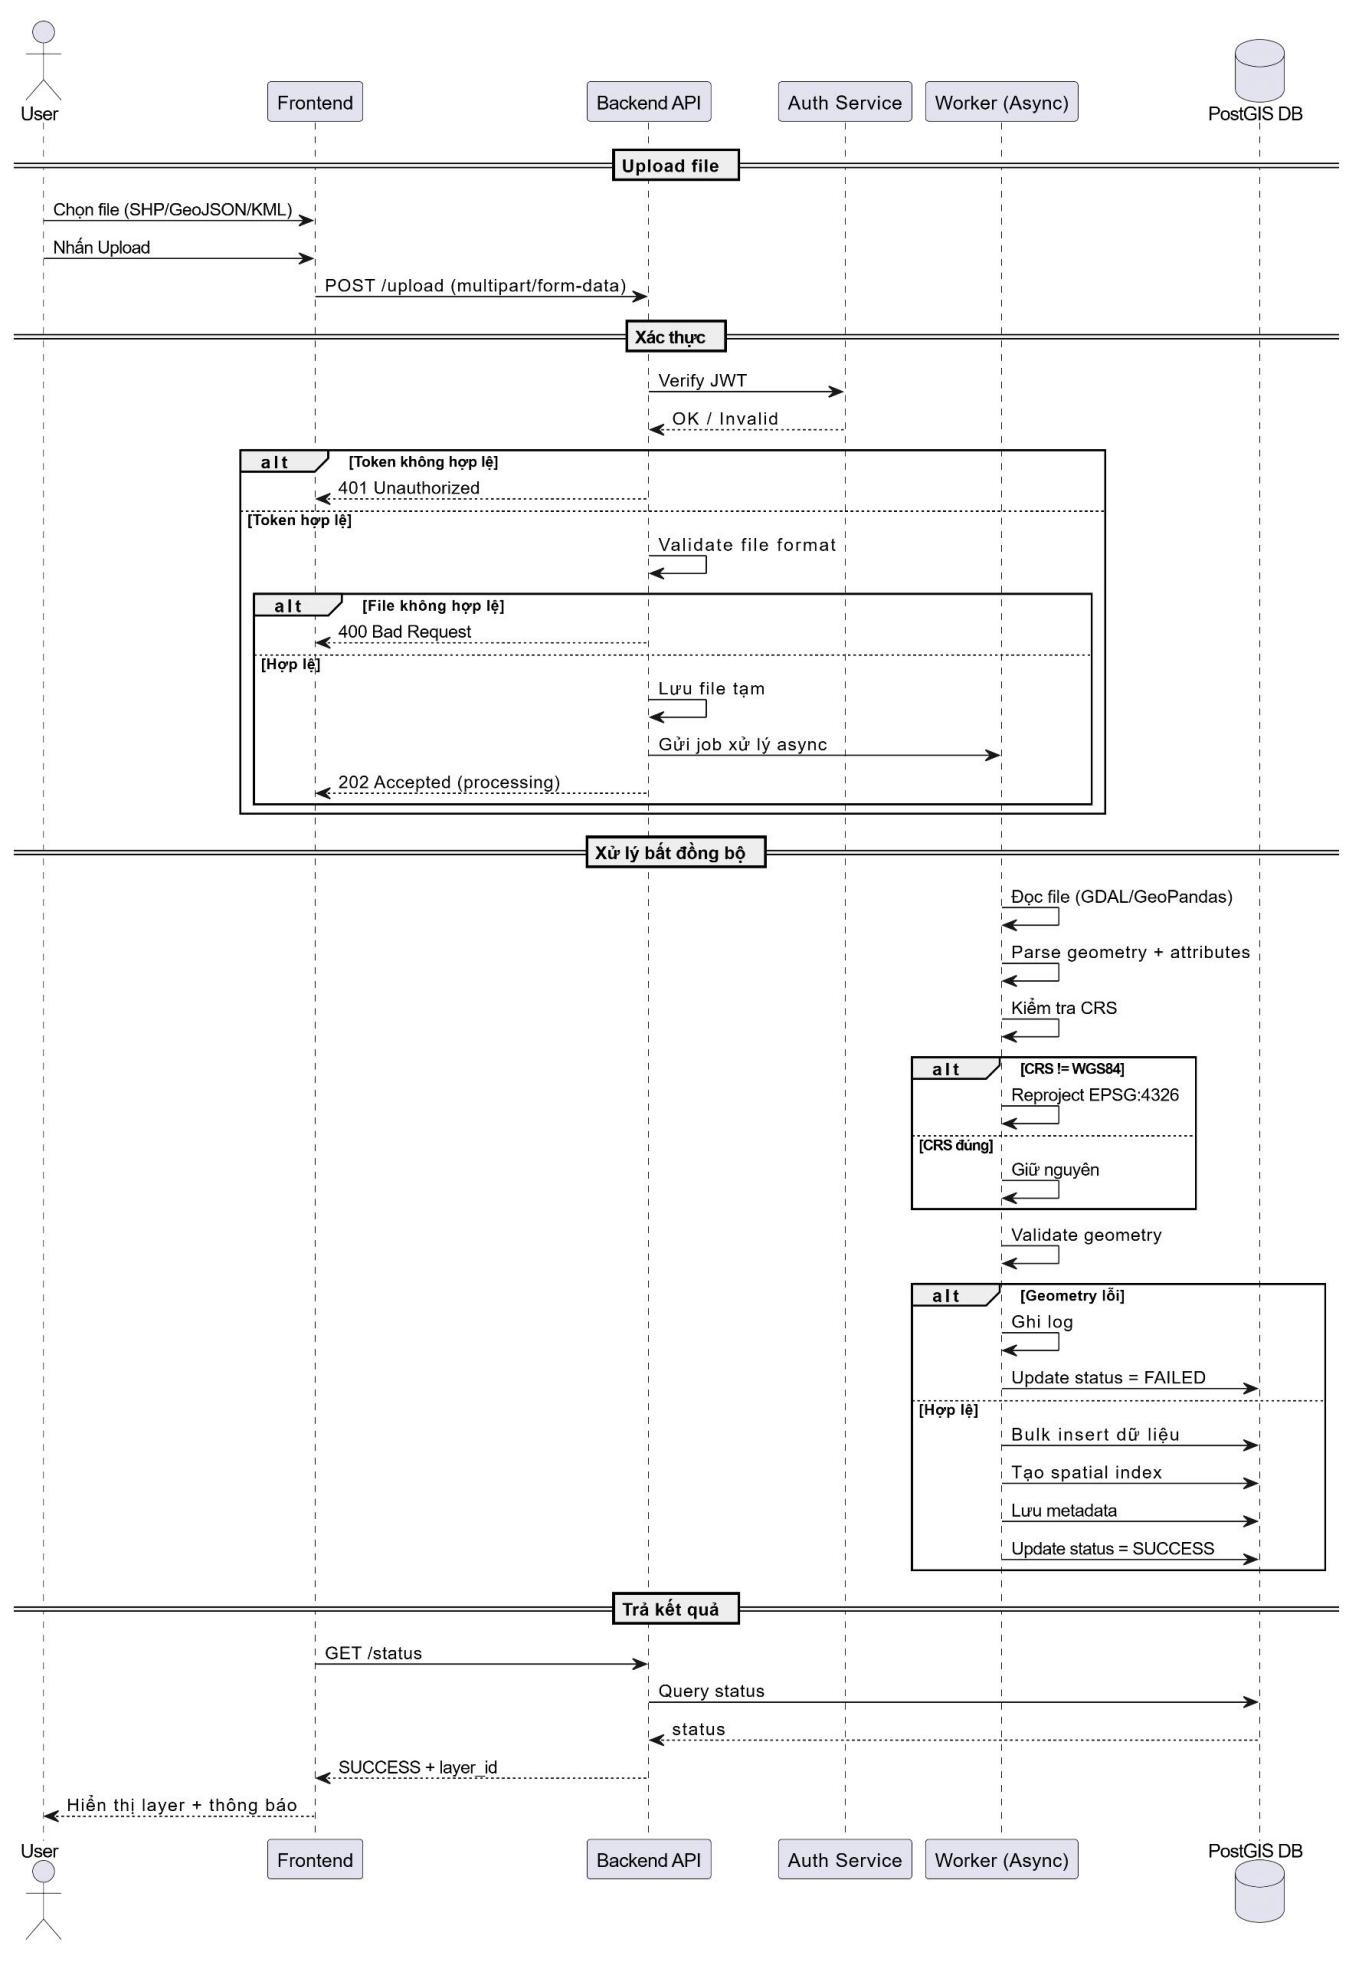 User
Frontend
Backend API
Auth Service
Worker (Async)
PostGIS DB
Upload file
Chọn file (SHP/GeoJSON/KML)
Nhấn Upload
POST /upload (multipart/form-data)
Xác thực
Verify JWT
OK / Invalid
alt [Token không hợp lệ]
401 Unauthorized
[Token hợp lệ]
Validate file format
alt [File không hợp lệ]
400 Bad Request
[Hợp lệ]
Lưu file tạm
Gửi job xử lý async
202 Accepted (processing)
Xử lý bất đồng bộ
Đọc file (GDAL/GeoPandas)
Parse geometry + attributes
Kiểm tra CRS
alt [CRS != WGS84]
Reproject EPSG:4326
[CRS đúng]
Giữ nguyên
Validate geometry
alt [Geometry lỗi]
Ghi log
Update status = FAILED
[Hợp lệ]
Bulk insert dữ liệu
Tạo spatial index
Lưu metadata
Update status = SUCCESS
Trả kết quả
GET /status
Query status
status
SUCCESS + layer_id
Hiển thị layer + thông báo
User
Frontend
Backend API
Auth Service
Worker (Async)
PostGIS DB